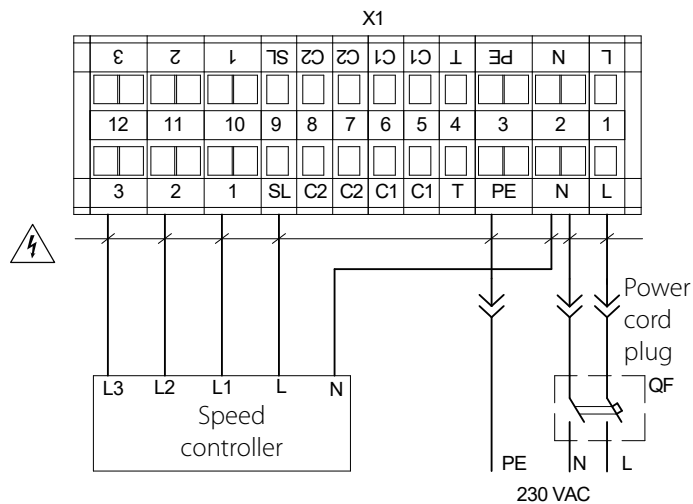 X1
3 2 1 SL C2 C2 C1 C1 T PE N L
12 11 10 9 8 7 6 5 4 3 2 1
3 2 1 SL C2 C2 C1 C1 T PE N L
Power
cord
plug
L3 L2 L1 L N
QF
Speed
controller
PE N L
230 VAC